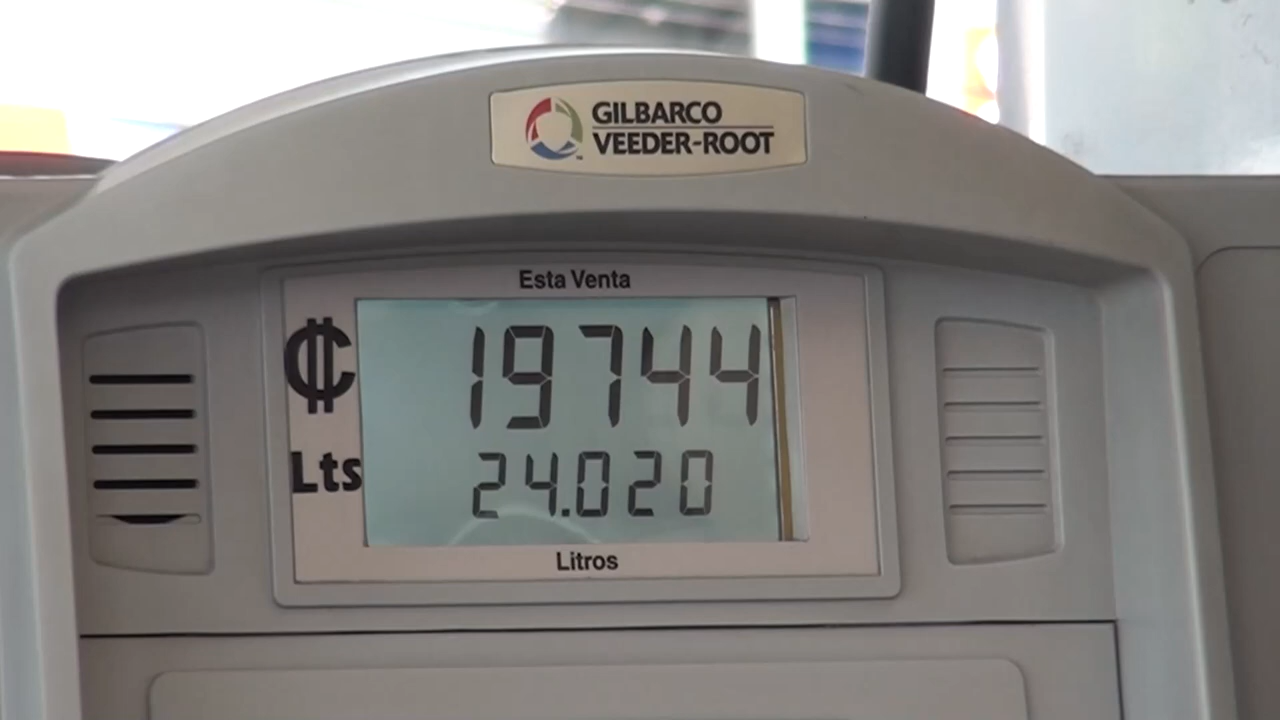 GILBARCO
VEEDER-ROOT
Esta Venta
₡ 19744
Lts 24.020
Litros